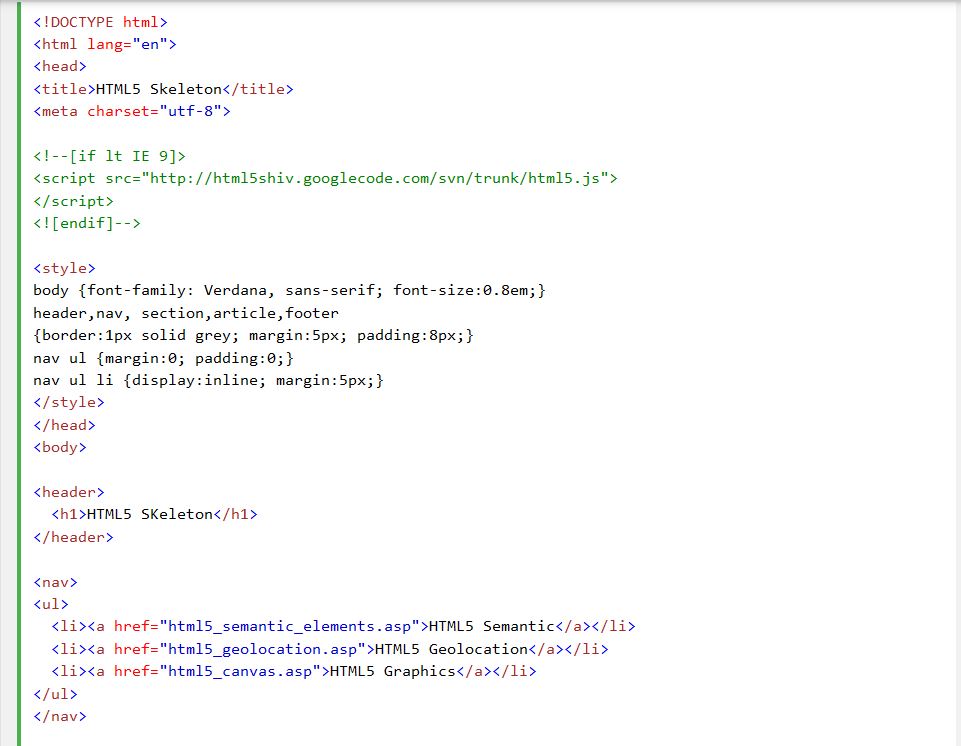 <!DOCTYPE html>
<html lang="en">
<head>
<title>HTML5 Skeleton</title>
<meta charset="utf-8">

<!--[if lt IE 9]>
<script src="http://html5shiv.googlecode.com/svn/trunk/html5.js">
</script>
<![endif]-->

<style>
body {font-family: Verdana, sans-serif; font-size:0.8em;}
header,nav, section,article,footer
{border:1px solid grey; margin:5px; padding:8px;}
nav ul {margin:0; padding:0;}
nav ul li {display:inline; margin:5px;}
</style>
</head>
<body>

<header>
  <h1>HTML5 SKeleton</h1>
</header>

<nav>
<ul>
  <li><a href="html5_semantic_elements.asp">HTML5 Semantic</a></li>
  <li><a href="html5_geolocation.asp">HTML5 Geolocation</a></li>
  <li><a href="html5_canvas.asp">HTML5 Graphics</a></li>
</ul>
</nav>